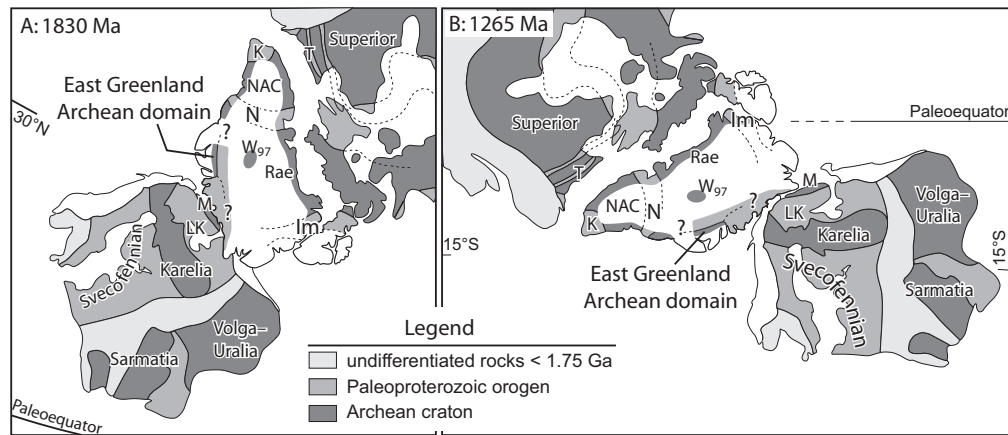 A: 1830 Ma
K
T
Superior
East Greenland
Archean domain
NAC
N
30°N
?
W97
Rae
?
M
LK
Im
Svecofennian
Karelia
Volga–
Uralia
Sarmatia
Paleoequator
B: 1265 Ma
Paleoequator
Superior
Im
T
Rae
NAC
N
W97
K
?
?
M
LK
Volga–
Uralia
Karelia
15°S
15°S
East Greenland
Archean domain
Svecofennian
Sarmatia
Legend
undifferentiated rocks < 1.75 Ga
Paleoproterozoic orogen
Archean craton